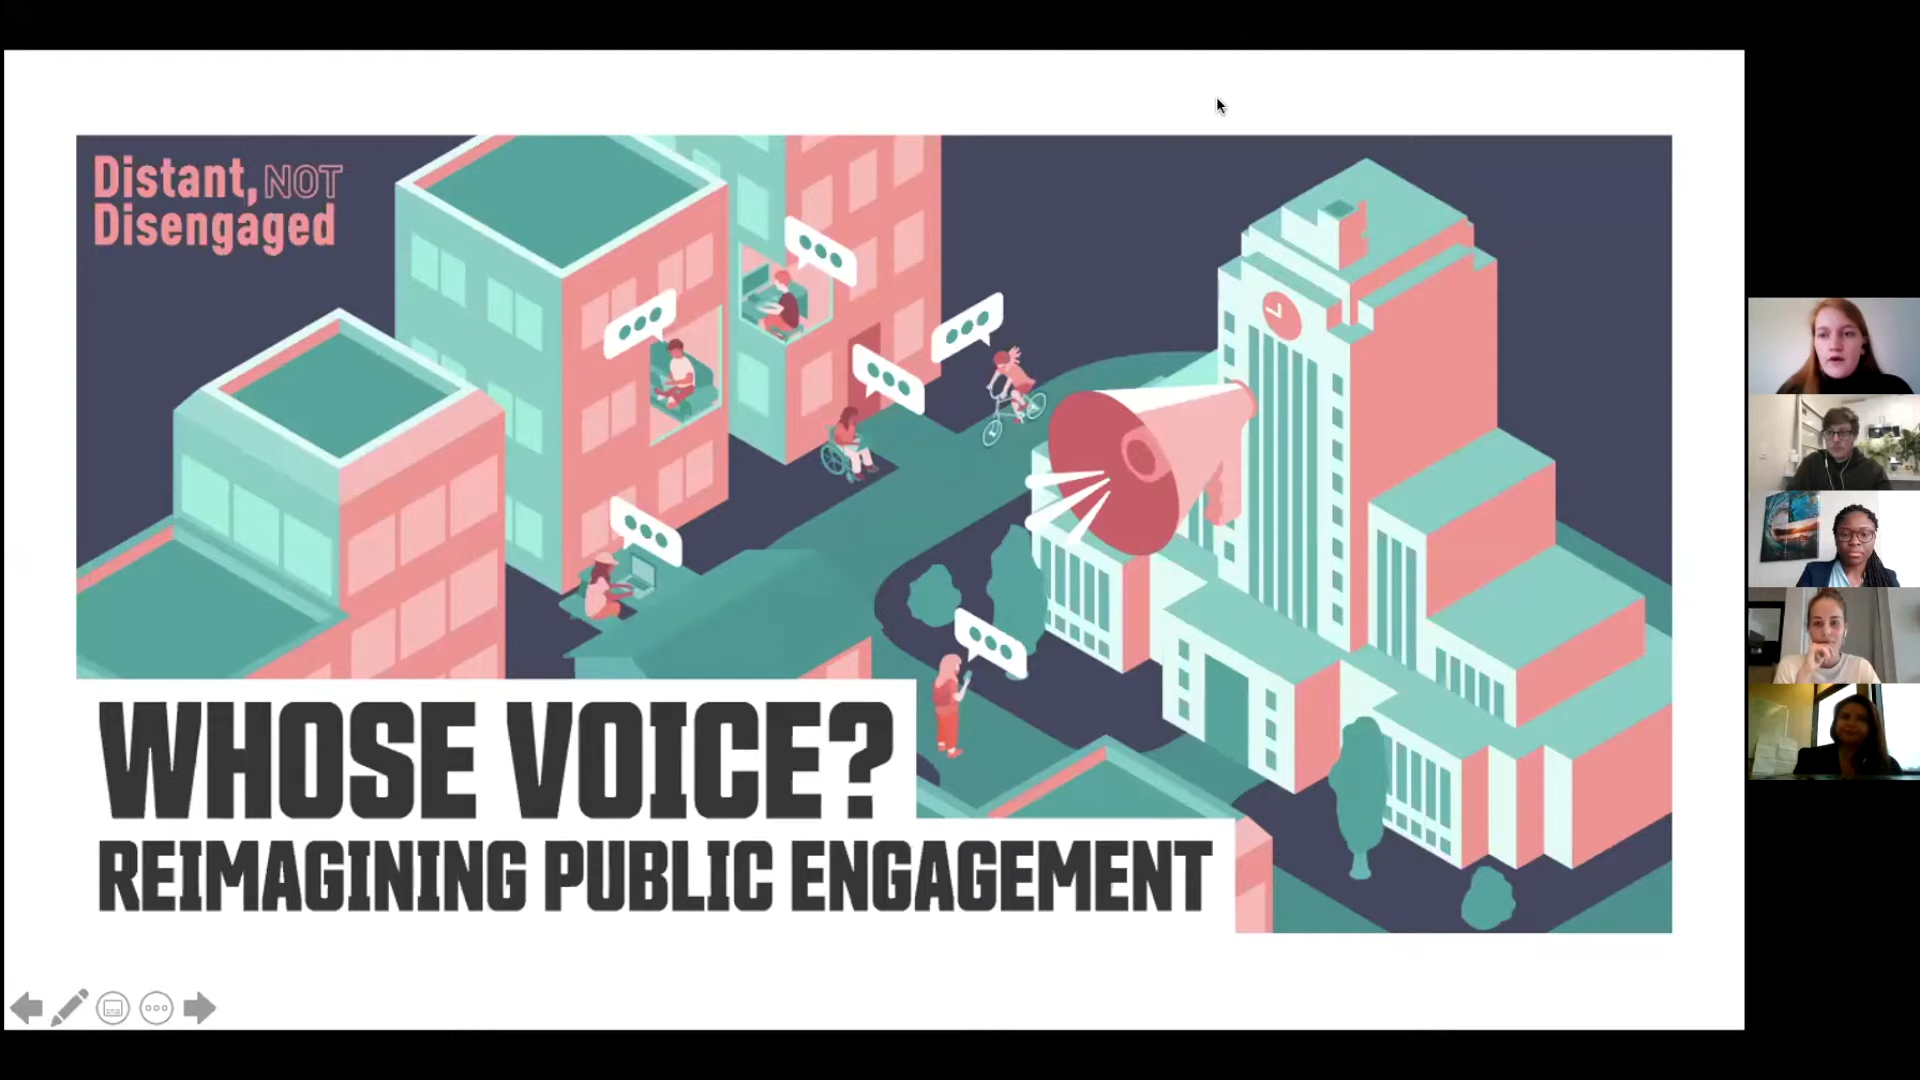 Distant, NOT
Disengaged
WHOSE VOICE?
REIMAGINING PUBLIC ENGAGEMENT